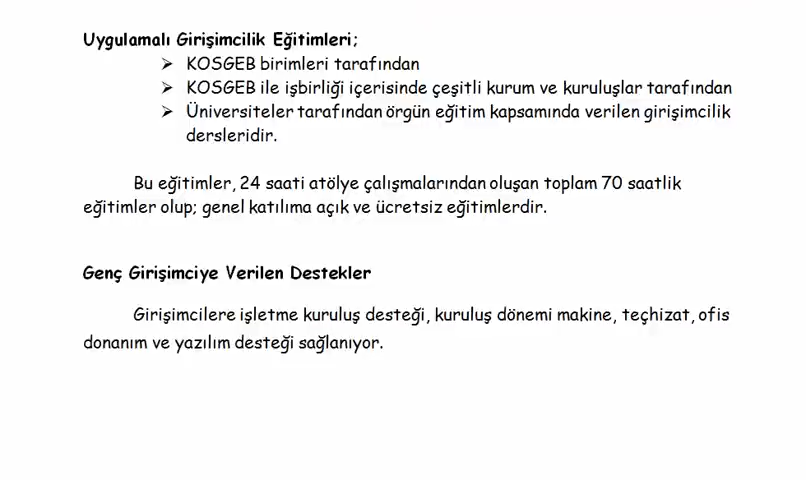 Uygulamalı Girişimcilik Eğitimleri;
➢ KOSGEB birimleri tarafından
➢ KOSGEB ile işbirliği içerisinde çeşitli kurum ve kuruluşlar tarafından
➢ Üniversiteler tarafından örgün eğitim kapsamında verilen girişimcilik
dersleridir.
Bu eğitimler, 24 saati atölye çalışmalarından oluşan toplam 70 saatlik
eğitimler olup; genel katılıma açık ve ücretsiz eğitimlerdir.
Genç Girişimciye Verilen Destekler
Girişimcilere işletme kuruluş desteği, kuruluş dönemi makine, teçhizat, ofis
donanım ve yazılım desteği sağlanıyor.